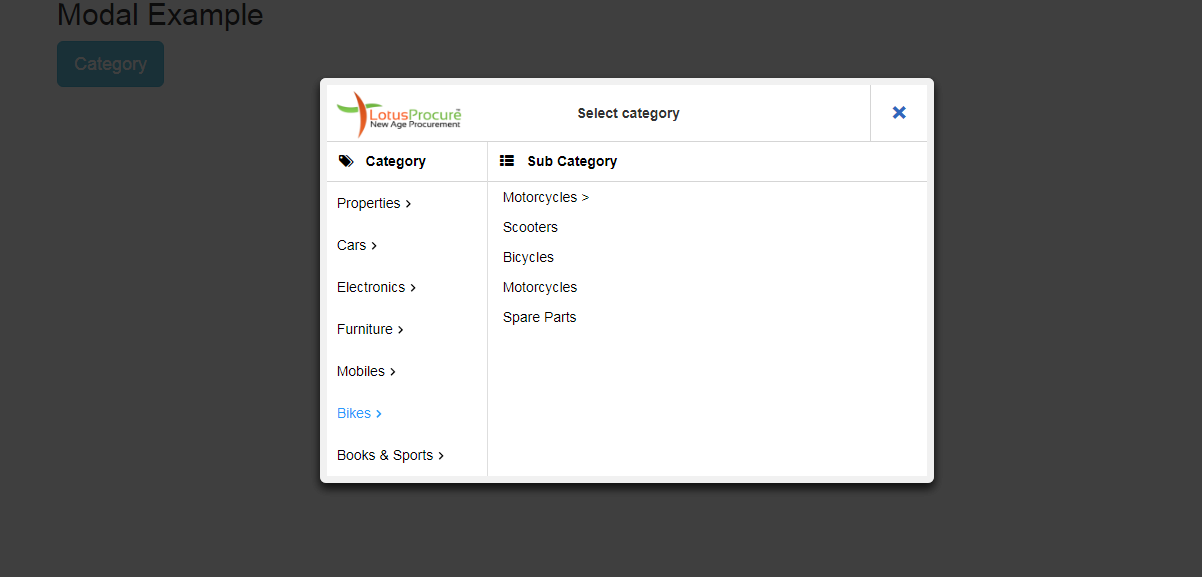 Modal Example
Category
LotusProcure™
New Age Procurement
Select category
Category
Sub Category
Properties >
Cars >
Electronics >
Furniture >
Mobiles >
Bikes >
Books & Sports >
Motorcycles >
Scooters
Bicycles
Motorcycles
Spare Parts